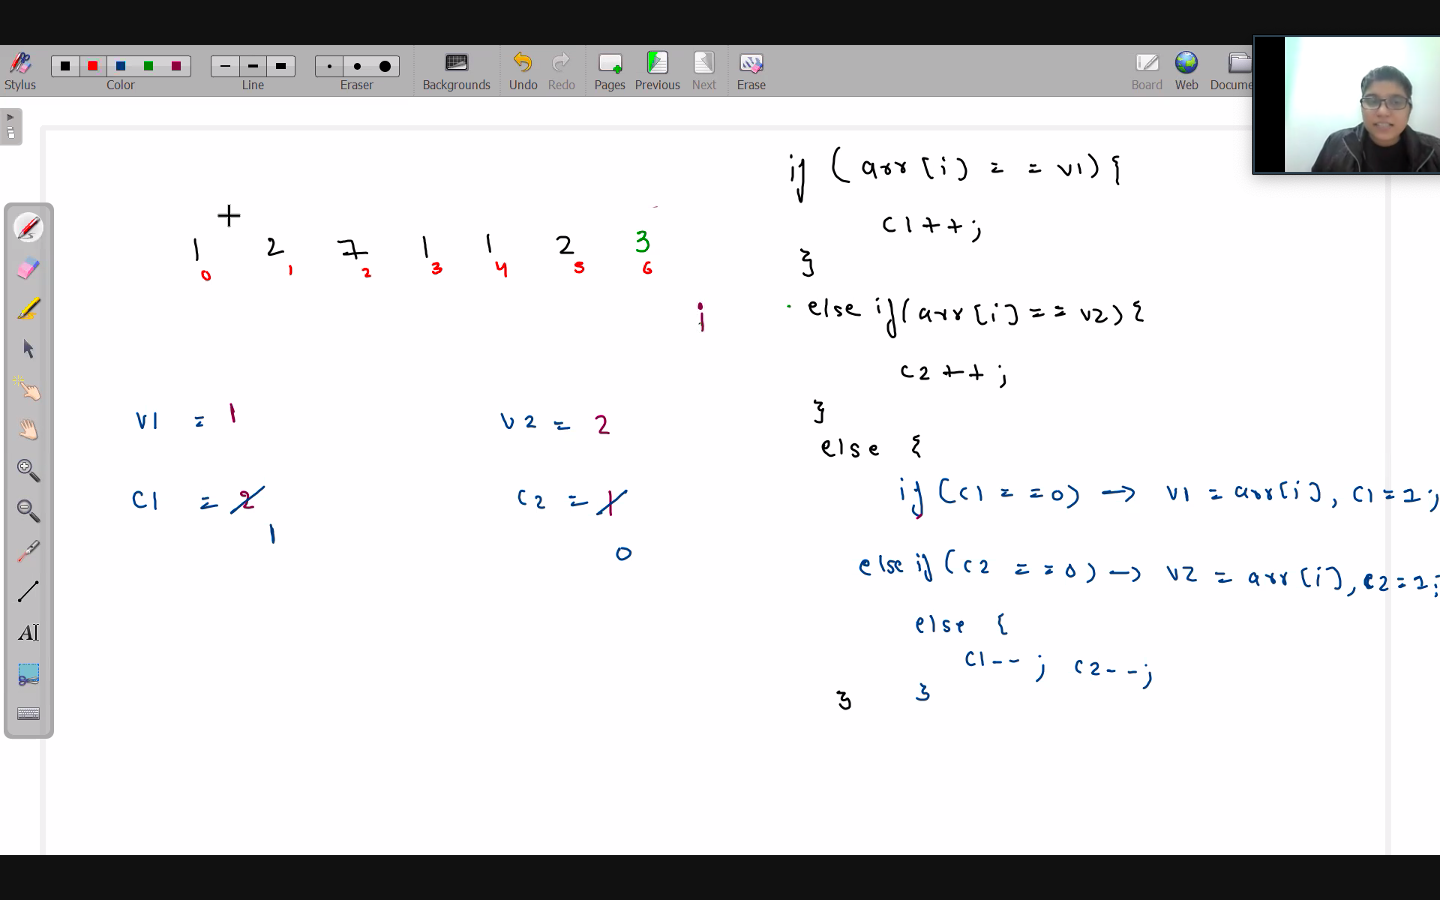 Stylus Color Line Eraser Backgrounds Undo Redo Pages Previous Next Erase Board Web
1 2 7 1 1 2 3
0 1 2 3 4 5 6
i
V1 = 1 V2 = 2
C1 = 2 C2 = 1
1 0
if (arr[i] == v1) {
C1++;
}
else if (arr[i] == v2) {
C2++;
}
else {
if (C1 == 0) → V1 = arr[i], C1 = 1;
else if (C2 == 0) → V2 = arr[i], C2 = 1;
else {
C1--; C2--;
} }
AI